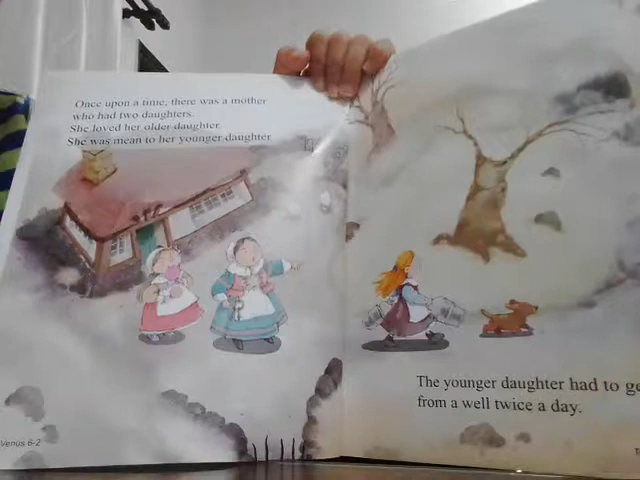 Once upon a time, there was a mother
who had two daughters.
She loved her older daughter.
She was mean to her younger daughter
The younger daughter had to ge
from a well twice a day.
Venus 6-2